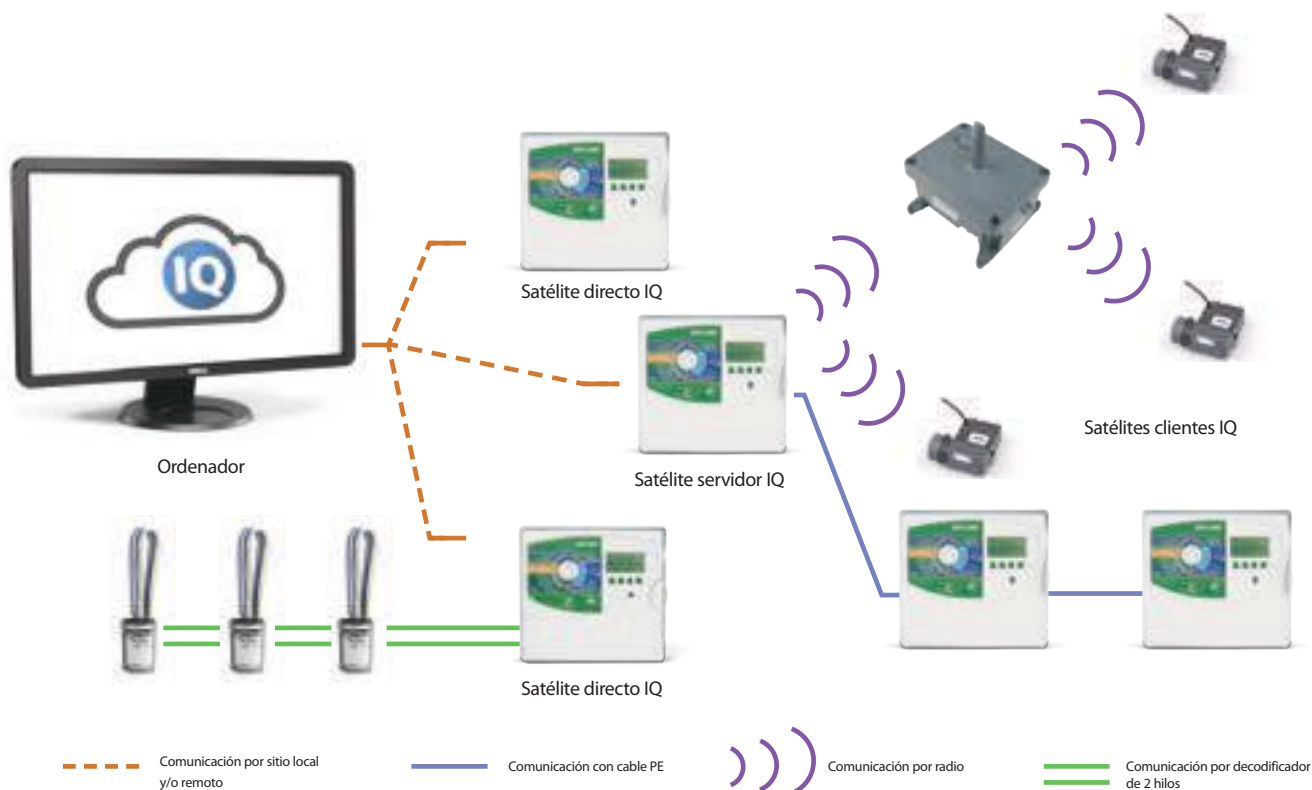 IQ
Satélite directo IQ
Ordenador
Satélite servidor IQ
Satélites clientes IQ
Satélite directo IQ
Comunicación por sitio local
y/o remoto
Comunicación con cable PE
Comunicación por radio
Comunicación por decodificador
de 2 hilos